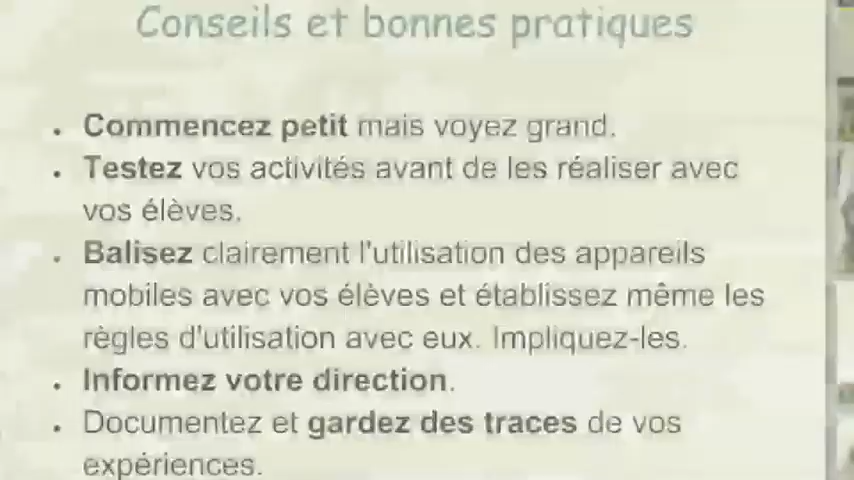 Conseils et bonnes pratiques
. Commencez petit mais voyez grand.
. Testez vos activités avant de les réaliser avec
vos élèves.
. Balisez clairement l'utilisation des appareils
mobiles avec vos élèves et établissez même les
règles d'utilisation avec eux. Impliquez-les.
. Informez votre direction.
. Documentez et gardez des traces de vos
expériences.